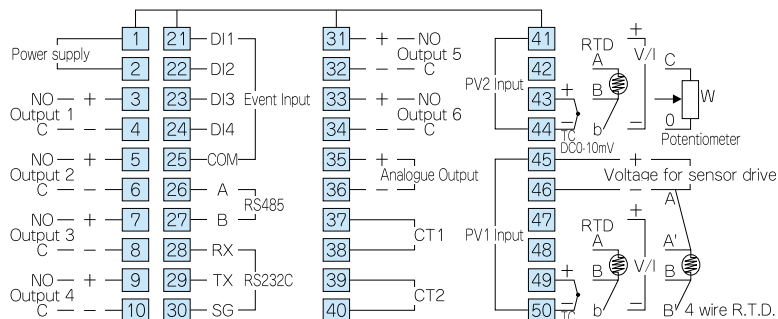 1 21 DI1 31 + NO 41 RTD + V/I C
Power supply Output 5 A
2 22 DI2 32 − C 42 PV2 Input B W
3 23 DI3 Event Input 33 + NO 43 +
NO + Output 1 Output 6
C − 4 24 DI4 34 − C 44 − TC b − 0 Potentiometer
DC0-10mV
NO + 5 25 COM 35 + 45 +
Output 2 Analogue Output Voltage for sensor drive
C − 6 26 A 36 − 46 −
RS485 A
NO + 7 27 B 37 47 RTD +
Output 3 CT1 PV1 Input A A'
C − 8 28 RX 38 48 V/I
NO + 9 29 TX RS232C 39 49 + B B
Output 4 CT2
C − 10 30 SG 40 50 − TC b − B' 4 wire R.T.D.